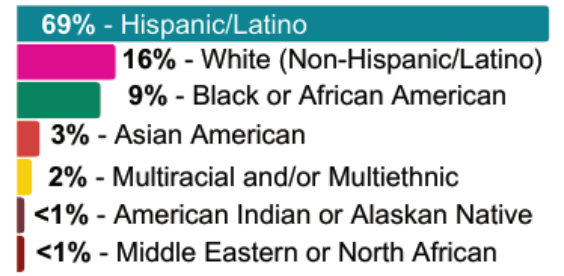 69% - Hispanic/Latino
16% - White (Non-Hispanic/Latino)
9% - Black or African American
3% - Asian American
2% - Multiracial and/or Multiethnic
<1% - American Indian or Alaskan Native
<1% - Middle Eastern or North African